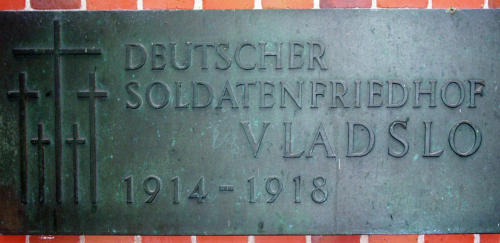 DEUTSCHER
SOLDATENFRIEDHOF
VLADSLO
1914 - 1918